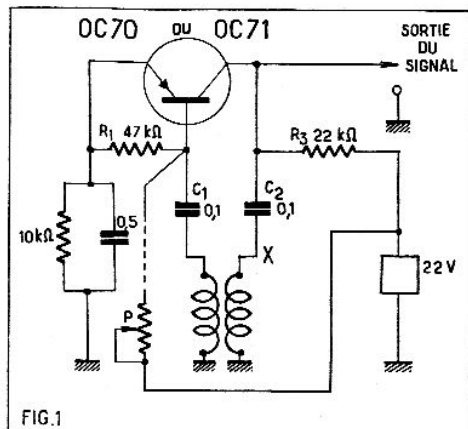 OC70 OU OC71
SORTIE
DU
SIGNAL
R1 47 kΩ
R3 22 kΩ
C1
0,1
C2
0,1
10kΩ
0,5
X
22 V
P
FIG.1